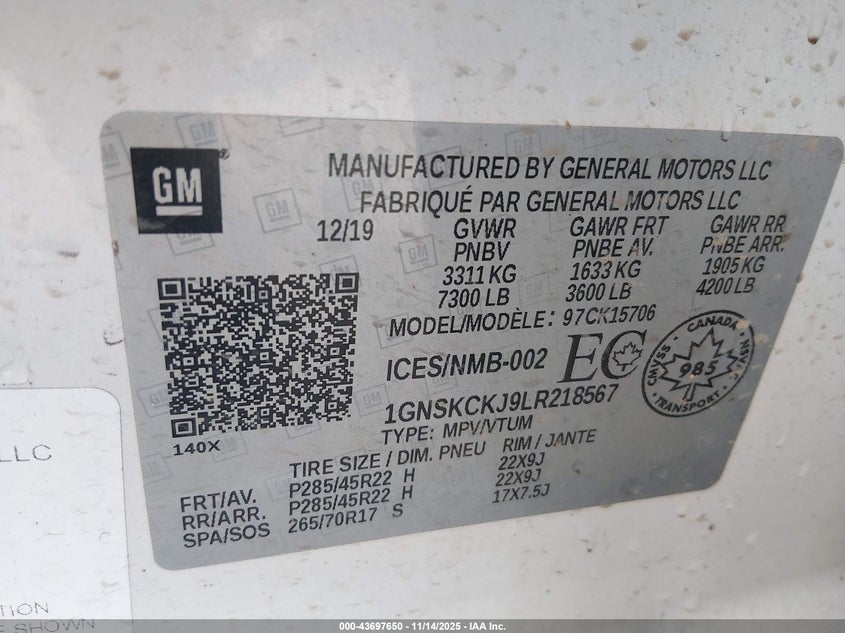 GM
MANUFACTURED BY GENERAL MOTORS LLC
FABRIQUÉ PAR GENERAL MOTORS LLC
12/19 GVWR GAWR FRT GAWR RR
PNBV PNBE AV. PNBE ARR.
3311 KG 1633 KG 1905 KG
7300 LB 3600 LB 4200 LB
MODEL/MODÈLE: 97CK15706
ICES/NMB-002 EC
CANADA
CMVSS 985 NSVAC
1GNSKCKJ9LR218567
TYPE: MPV/VTUM
140X
TIRE SIZE / DIM. PNEU RIM / JANTE
FRT/AV. P285/45R22 H 22X9J
RR/ARR. P285/45R22 H 22X9J
SPA/SOS 265/70R17 S 17X7.5J
LLC
TION
E SHOWN
000-43697650 - 11/14/2025 - IAA Inc.